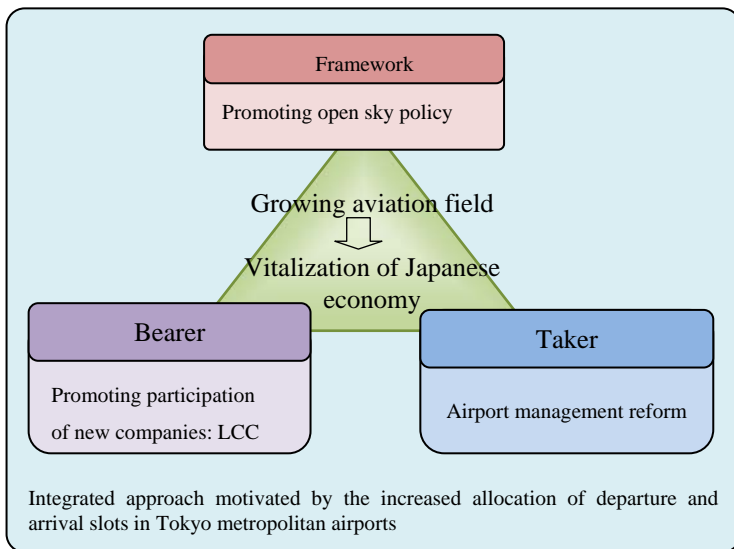 Framework
Promoting open sky policy
Growing aviation field
Vitalization of Japanese
economy
Bearer
Promoting participation
of new companies: LCC
Taker
Airport management reform
Integrated approach motivated by the increased allocation of departure and
arrival slots in Tokyo metropolitan airports